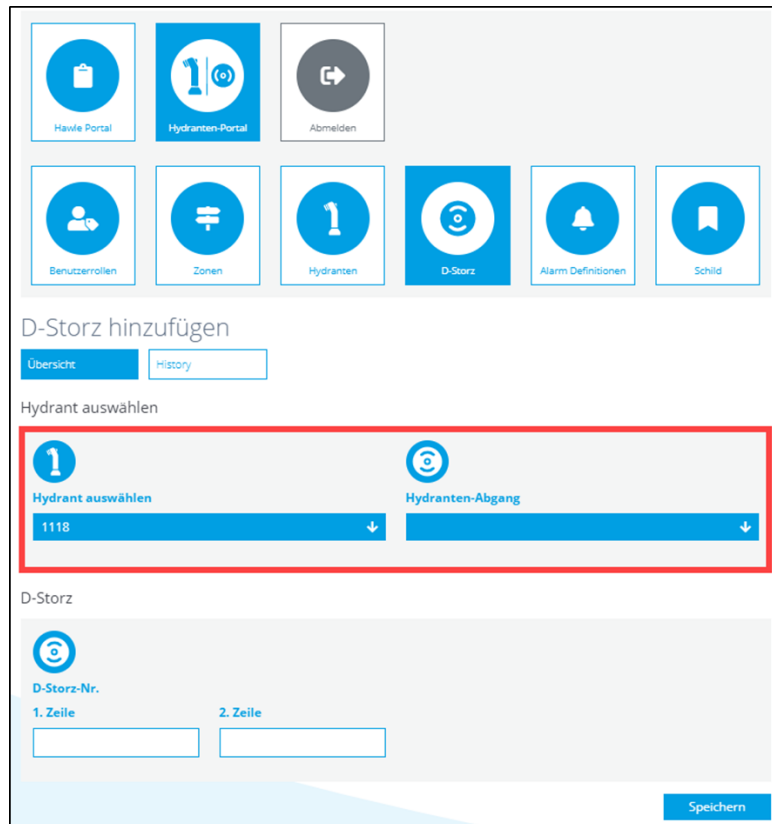 Hawle Portal
Hydranten-Portal
Abmelden
Benutzerrollen
Zonen
Hydranten
D-Storz
Alarm Definitionen
Schild
D-Storz hinzufügen
Übersicht
History
Hydrant auswählen
Hydrant auswählen
Hydranten-Abgang
1118
D-Storz
D-Storz-Nr.
1. Zeile
2. Zeile
Speichern